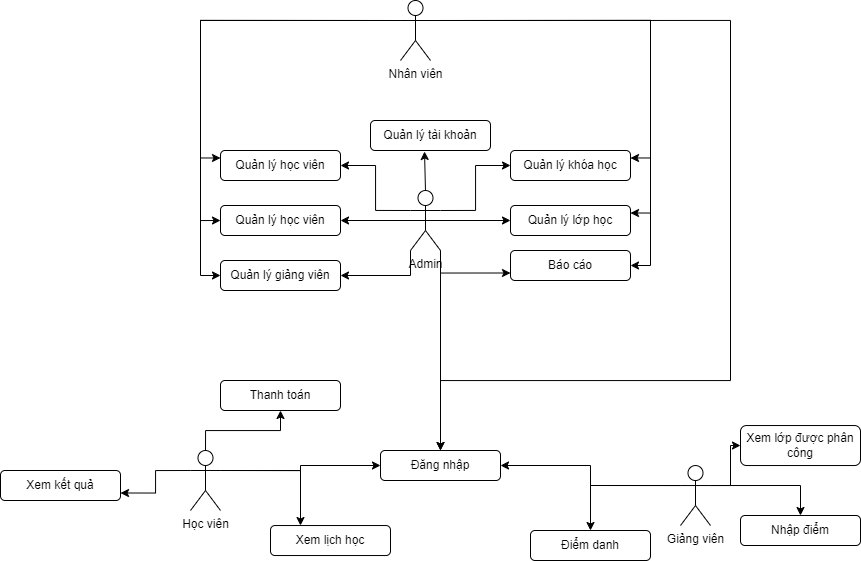 Nhân viên
Quản lý tài khoản
Quản lý học viên
Quản lý khóa học
Quản lý học viên
Quản lý lớp học
Admin
Quản lý giảng viên
Báo cáo
Thanh toán
Xem lớp được phân
công
Đăng nhập
Xem kết quả
Học viên
Xem lịch học
Điểm danh
Giảng viên
Nhập điểm